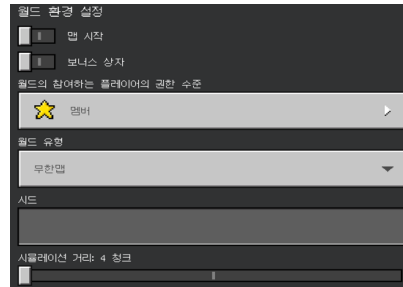 월드 환경 설정
맵 시작
보너스 상자
월드의 참여하는 플레이어의 권한 수준
멤버
월드 유형
무한맵
시드
시뮬레이션 거리: 4 청크